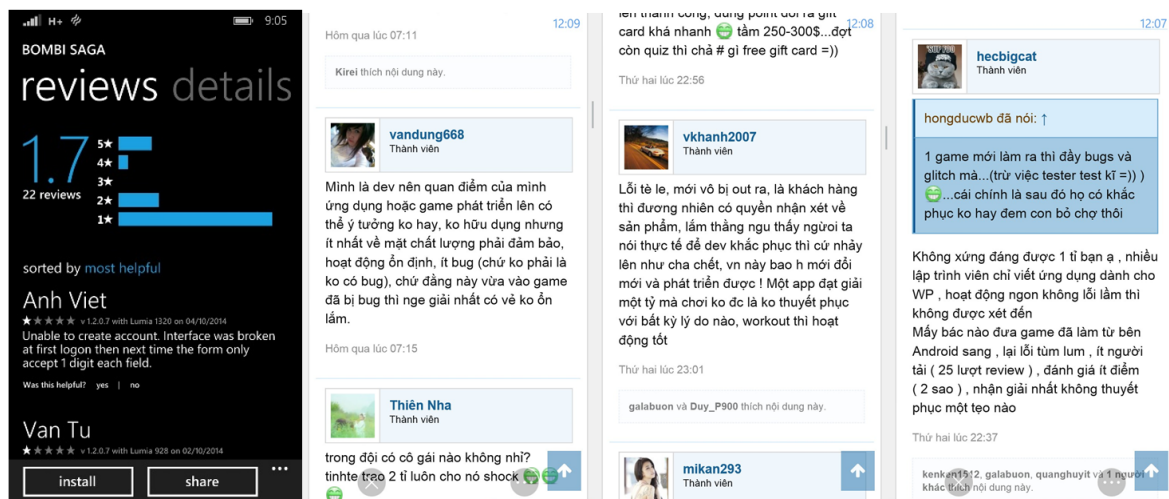 H+ 9:05
BOMBI SAGA
reviews details
1.7
22 reviews
5★
4★
3★
2★
1★
sorted by most helpful
Anh Viet
★★★★★ v1.2.0.7 with Lumia 1320 on 04/10/2014
Unable to create account. Interface was broken
at first logon then next time the form only
accept 1 digit each field.
Was this helpful? yes | no
Van Tu
★★★★★ v1.2.0.7 with Lumia 928 on 02/10/2014
install share
12:09
Hôm qua lúc 07:11
Kirei thích nội dung này.
vandung668
Thành viên
Mình là dev nên quan điểm của mình
ứng dụng hoặc game phát triển lên có
thể ý tưởng ko hay, ko hữu dụng nhưng
ít nhất về mặt chất lượng phải đảm bảo,
hoạt động ổn định, ít bug (chứ ko phải là
ko có bug), chứ đằng này vừa vào game
đã bị bug thì nge giải nhất có vẻ ko ổn
lắm.
Hôm qua lúc 07:15
Thiên Nha
Thành viên
trong đội có cô gái nào không nhỉ?
tinhte trao 2 tỉ luôn cho nó shock
12:08
lên thành công, dùng point đổi ra gift
card khá nhanh tầm 250-300$...đợt
còn quiz thì chả # gì free gift card =))
Thứ hai lúc 22:56
vkhanh2007
Thành viên
Lỗi tè le, mới vô bị out ra, là khách hàng
thì đương nhiên có quyền nhận xét về
sản phẩm, lắm thằng ngu thấy ngừoi ta
nói thực tế để dev khắc phục thì cứ nhảy
lên như cha chết, vn này bao h mới đổi
mới và phát triển được ! Một app đạt giải
một tỷ mà chơi ko đc là ko thuyết phục
với bất kỳ lý do nào, workout thì hoạt
động tốt
Thứ hai lúc 23:01
galabuon và Duy_P900 thích nội dung này.
mikan293
Thành viên
12:07
hecbigcat
Thành viên
hongducwb đã nói: ↑
1 game mới làm ra thì đầy bugs và
glitch mà...(trừ việc tester test kĩ =)) )
...cái chính là sau đó họ có khắc
phục ko hay đem con bỏ chợ thôi
Không xứng đáng được 1 tỉ bạn ạ , nhiều
lập trình viên chỉ viết ứng dụng dành cho
WP , hoạt động ngon không lỗi lầm thì
không được xét đến
Mấy bác nào đưa game đã làm từ bên
Android sang , lại lỗi tùm lum , ít người
tải ( 25 lượt review ) , đánh giá ít điểm
( 2 sao ) , nhận giải nhất không thuyết
phục một tẹo nào
Thứ hai lúc 22:37
kenken1512, galabuon, quanghuyit và 1 người
khác thích nội dung này.